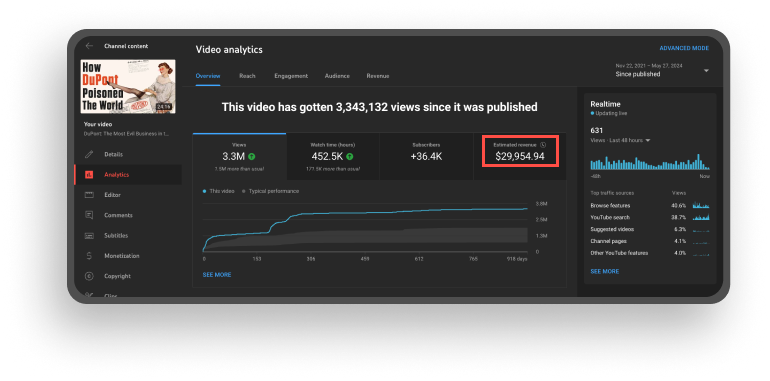 Channel content
How
DuPont
Poisoned
The World
24:16
Your video
DuPont: The Most Evil Business in t...
Details
Analytics
Editor
Comments
Subtitles
Monetization
Copyright
Clips
Video analytics
ADVANCED MODE
Overview
Reach
Engagement
Audience
Revenue
Nov 22, 2021 – May 27, 2024
Since published
This video has gotten 3,343,132 views since it was published
Views
3.3M
1.9M more than usual
Watch time (hours)
452.5K
171.5K more than usual
Subscribers
+36.4K
Estimated revenue
$29,954.94
This video
Typical performance
3.8M
2.5M
1.3M
0
0
153
306
459
612
765
918 days
SEE MORE
Realtime
Updating live
631
Views · Last 48 hours
-48h
Now
Top traffic sources
Views
Browse features
40.6%
YouTube search
38.7%
Suggested videos
6.3%
Channel pages
4.1%
Other YouTube features
4.0%
SEE MORE